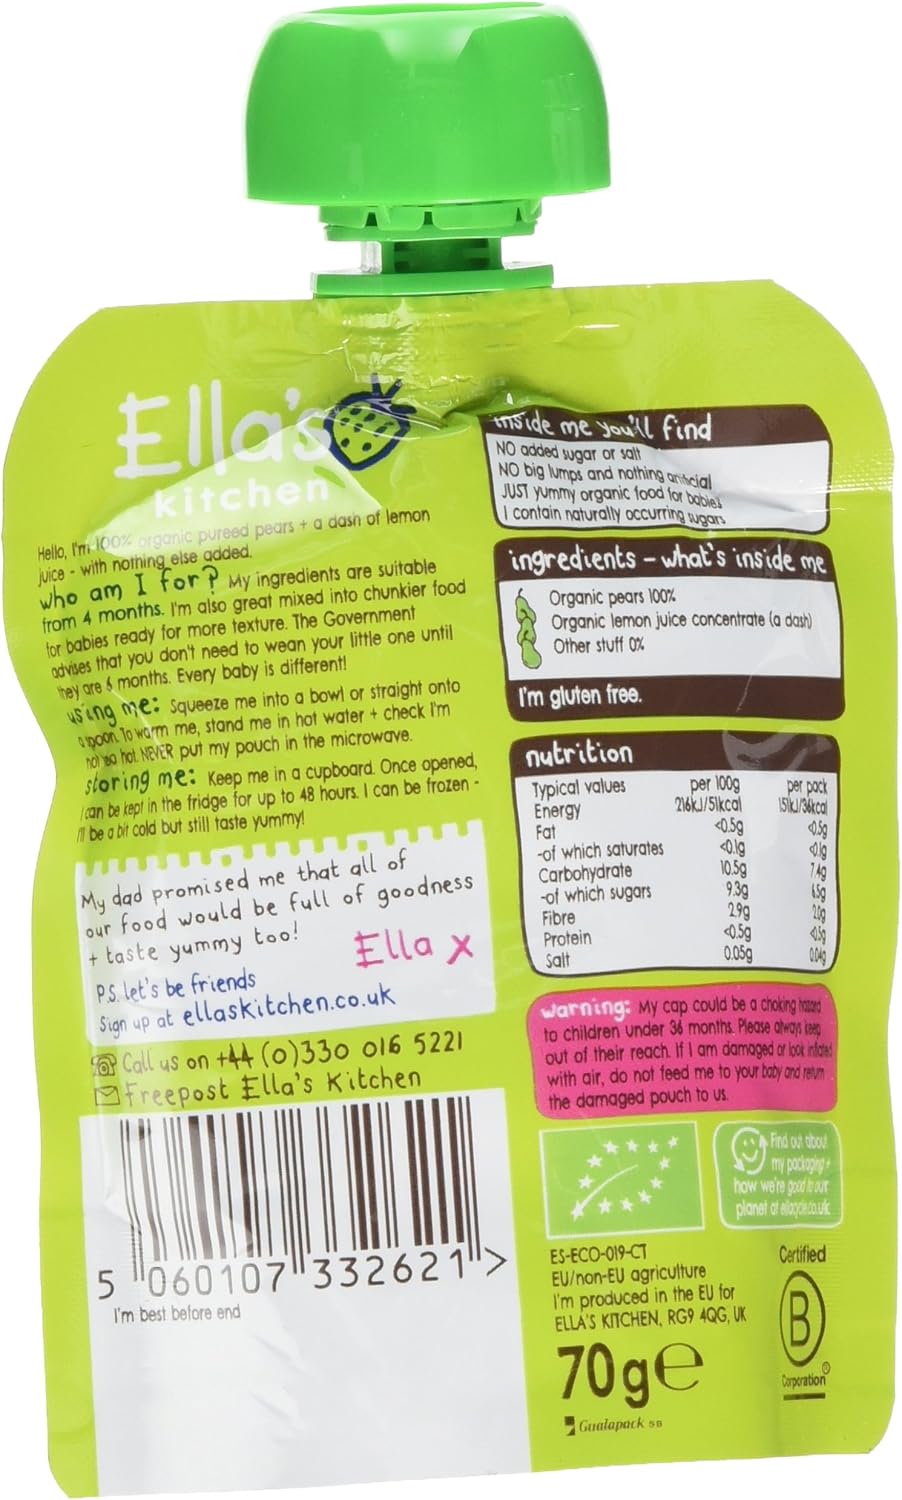 Ella's
kitchen
Hello, I'm 100% organic pureed pears + a dash of lemon
juice - with nothing else added.
who am I for? My ingredients are suitable
from 4 months. I'm also great mixed into chunkier food
for babies ready for more texture. The Government
advises that you don't need to wean your little one until
they are 6 months. Every baby is different!
using me: Squeeze me into a bowl or straight onto
a spoon. To warm me, stand me in hot water + check I'm
not too hot. NEVER put my pouch in the microwave.
storing me: Keep me in a cupboard. Once opened,
I can be kept in the fridge for up to 48 hours. I can be frozen -
I'll be a bit cold but still taste yummy!
My dad promised me that all of
our food would be full of goodness
+ taste yummy too!
Ella x
P.S. let's be friends
Sign up at ellaskitchen.co.uk
Call us on +44 (0)330 016 5221
Freepost Ella's Kitchen
5 060107 332621 >
I'm best before end
inside me you'll find
NO added sugar or salt
NO big lumps and nothing artificial
JUST yummy organic food for babies
I contain naturally occurring sugars
ingredients - what's inside me
Organic pears 100%
Organic lemon juice concentrate (a dash)
Other stuff 0%
I'm gluten free.
nutrition
Typical values per 100g per pack
Energy 216kJ/51kcal 151kJ/36kcal
Fat <0.5g <0.5g
-of which saturates <0.1g <0.1g
Carbohydrate 10.5g 7.4g
-of which sugars 9.3g 6.5g
Fibre 2.9g 2.0g
Protein <0.5g <0.5g
Salt 0.05g 0.04g
warning: My cap could be a choking hazard
to children under 36 months. Please always keep
out of their reach. If I am damaged or look inflated
with air, do not feed me to your baby and return
the damaged pouch to us.
Find out about
my packaging +
how we're good to our
planet at ellacycle.co.uk
ES-ECO-019-CT
EU/non-EU agriculture
I'm produced in the EU for
ELLA'S KITCHEN, RG9 4QG, UK
70g e
Gualapack SB
Certified
B
Corporation
®